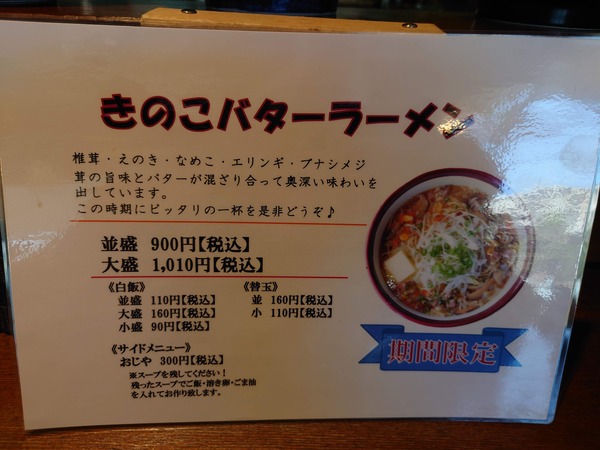 きのこバターラーメン
椎茸・えのき・なめこ・エリンギ・ブナシメジ
茸の旨味とバターが混ざり合って奥深い味わいを
出しています。
この時期にピッタリの一杯を是非どうぞ♪
並盛 900円【税込】
大盛 1,010円【税込】
《白飯》
並盛 110円【税込】
大盛 160円【税込】
小盛 90円【税込】
《替玉》
並 160円【税込】
小 110円【税込】
《サイドメニュー》
おじや 300円【税込】
※スープを残してください!
残ったスープでご飯・溶き卵・ごま油
を入れてお作り致します。
期間限定